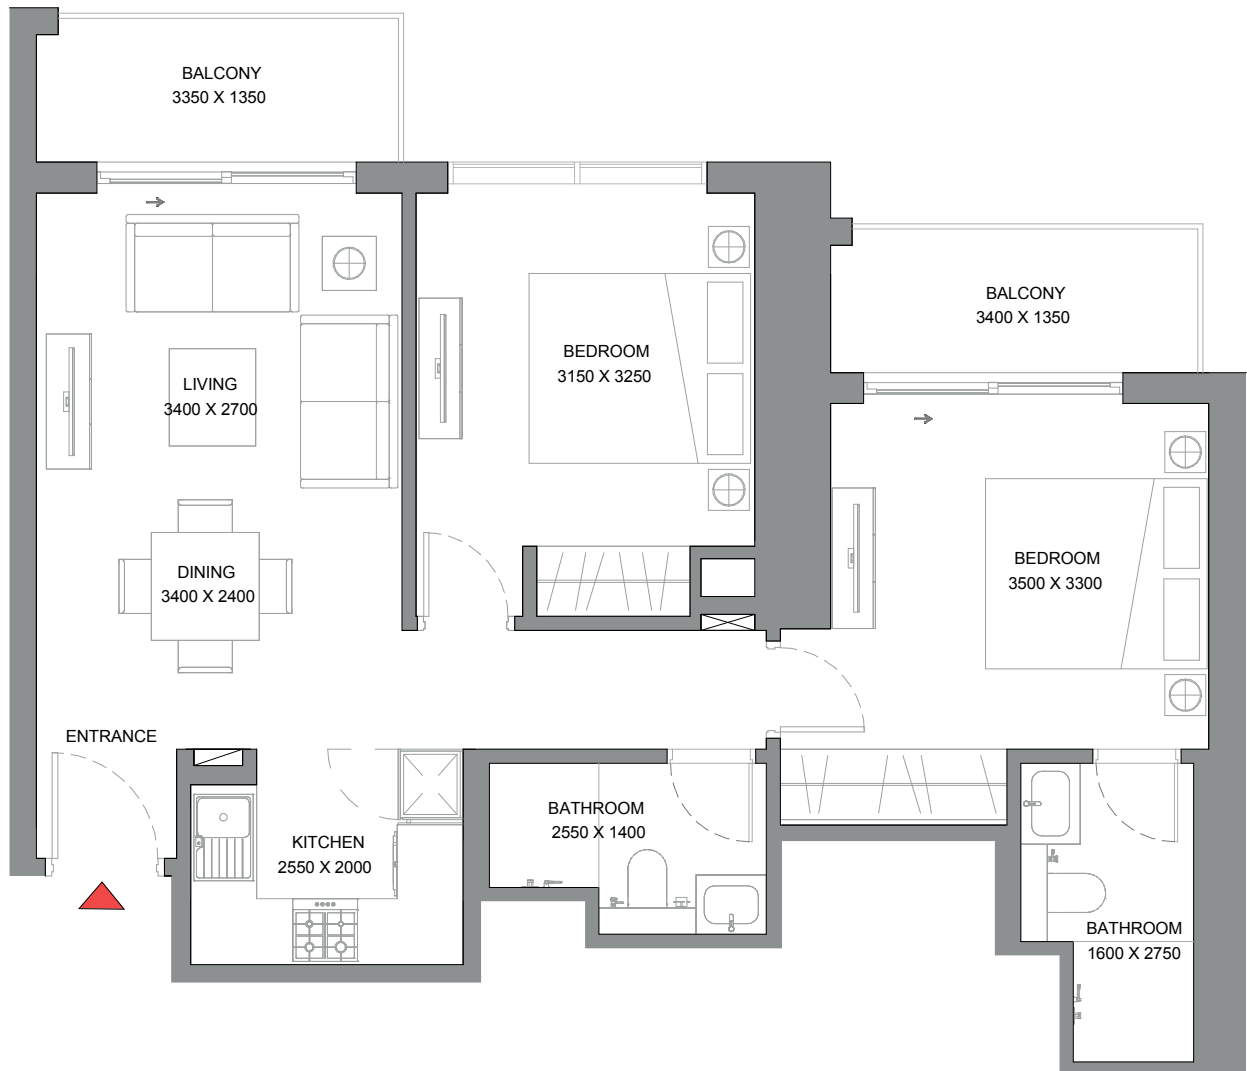 BALCONY
3350 X 1350
BALCONY
3400 X 1350
BEDROOM
3150 X 3250
LIVING
3400 X 2700
BEDROOM
3500 X 3300
DINING
3400 X 2400
ENTRANCE
BATHROOM
2550 X 1400
KITCHEN
2550 X 2000
BATHROOM
1600 X 2750